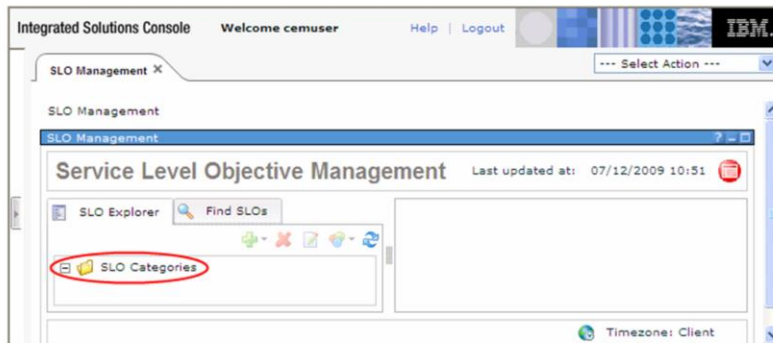 Integrated Solutions Console Welcome cemuser Help | Logout IBM.
SLO Management × --- Select Action ---
SLO Management
SLO Management
Service Level Objective Management Last updated at: 07/12/2009 10:51
SLO Explorer Find SLOs
SLO Categories
Timezone: Client